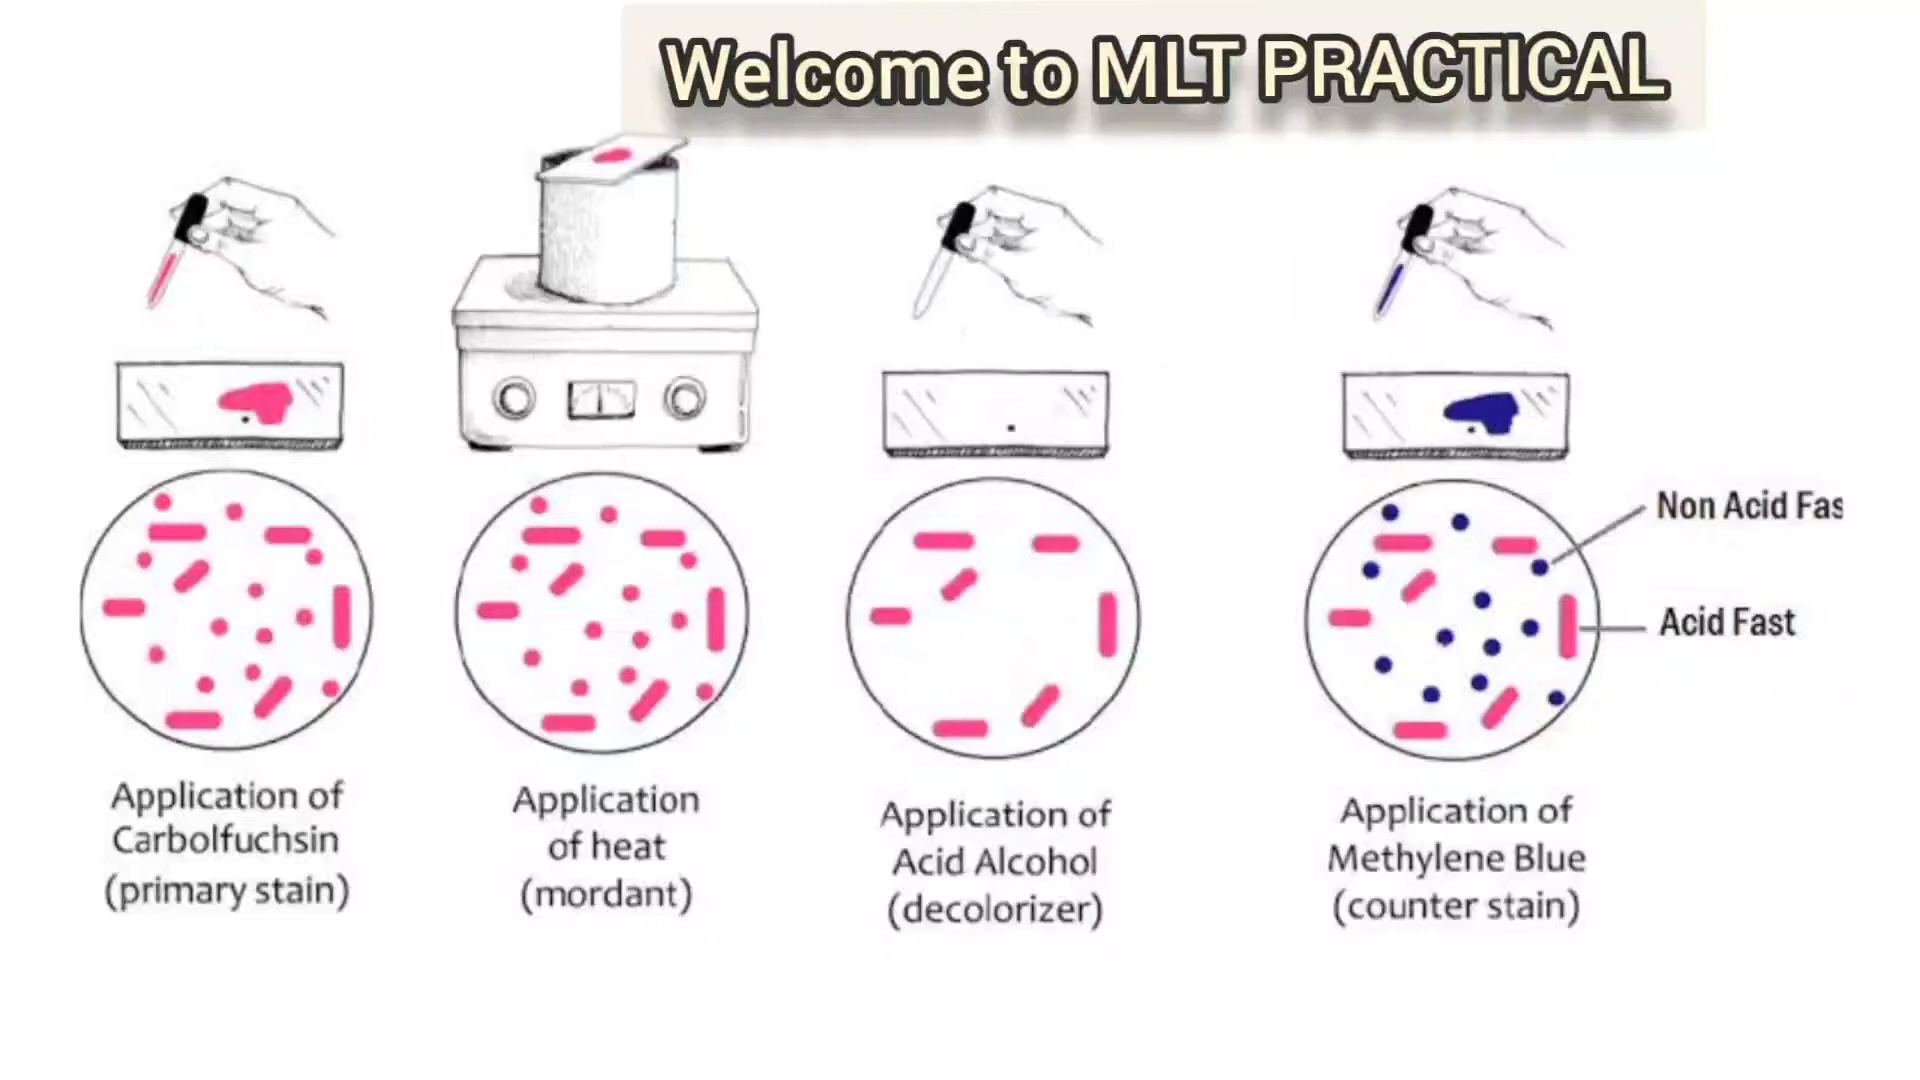 Welcome to MLT PRACTICAL
Non Acid Fas
Acid Fast
Application of
Carbolfuchsin
(primary stain)
Application
of heat
(mordant)
Application of
Acid Alcohol
(decolorizer)
Application of
Methylene Blue
(counter stain)